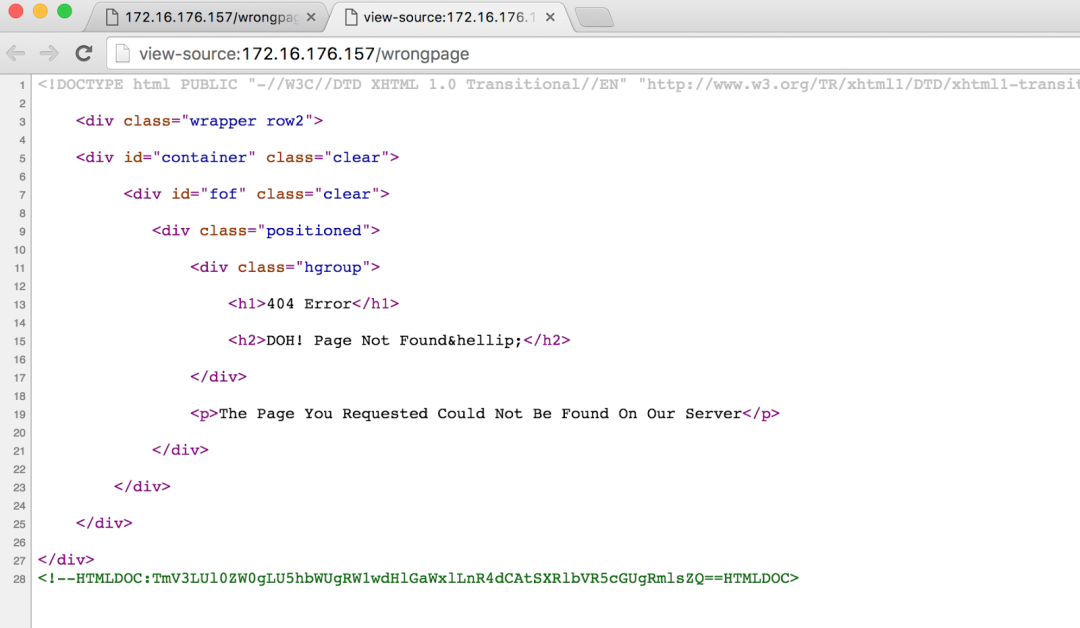 172.16.176.157/wrongpag
view-source:172.16.176.1
view-source:172.16.176.157/wrongpage
1 <!DOCTYPE html PUBLIC "-//W3C//DTD XHTML 1.0 Transitional//EN" "http://www.w3.org/TR/xhtml1/DTD/xhtml1-transit
2
3 <div class="wrapper row2">
4
5 <div id="container" class="clear">
6
7 <div id="fof" class="clear">
8
9 <div class="positioned">
10
11 <div class="hgroup">
12
13 <h1>404 Error</h1>
14
15 <h2>DOH! Page Not Found&hellip;</h2>
16
17 </div>
18
19 <p>The Page You Requested Could Not Be Found On Our Server</p>
20
21 </div>
22
23 </div>
24
25 </div>
26
27 </div>
28 <!--HTMLDOC:TmV3LUl0ZW0gLU5hbWUgRW1wdHlGaWxlLnR4dCAtSXRlbVR5cGUgRmlsZQ==HTMLDOC>